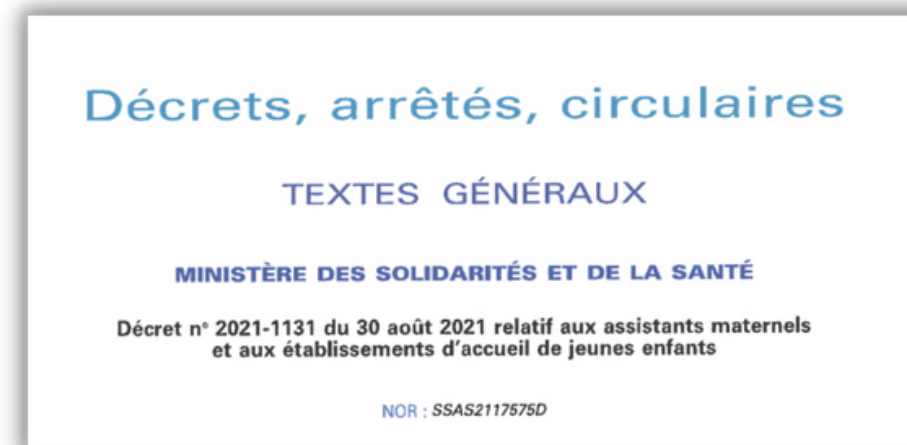 Décrets, arrêtés, circulaires
TEXTES GÉNÉRAUX
MINISTÈRE DES SOLIDARITÉS ET DE LA SANTÉ
Décret n° 2021-1131 du 30 août 2021 relatif aux assistants maternels
et aux établissements d'accueil de jeunes enfants
NOR : SSAS2117575D